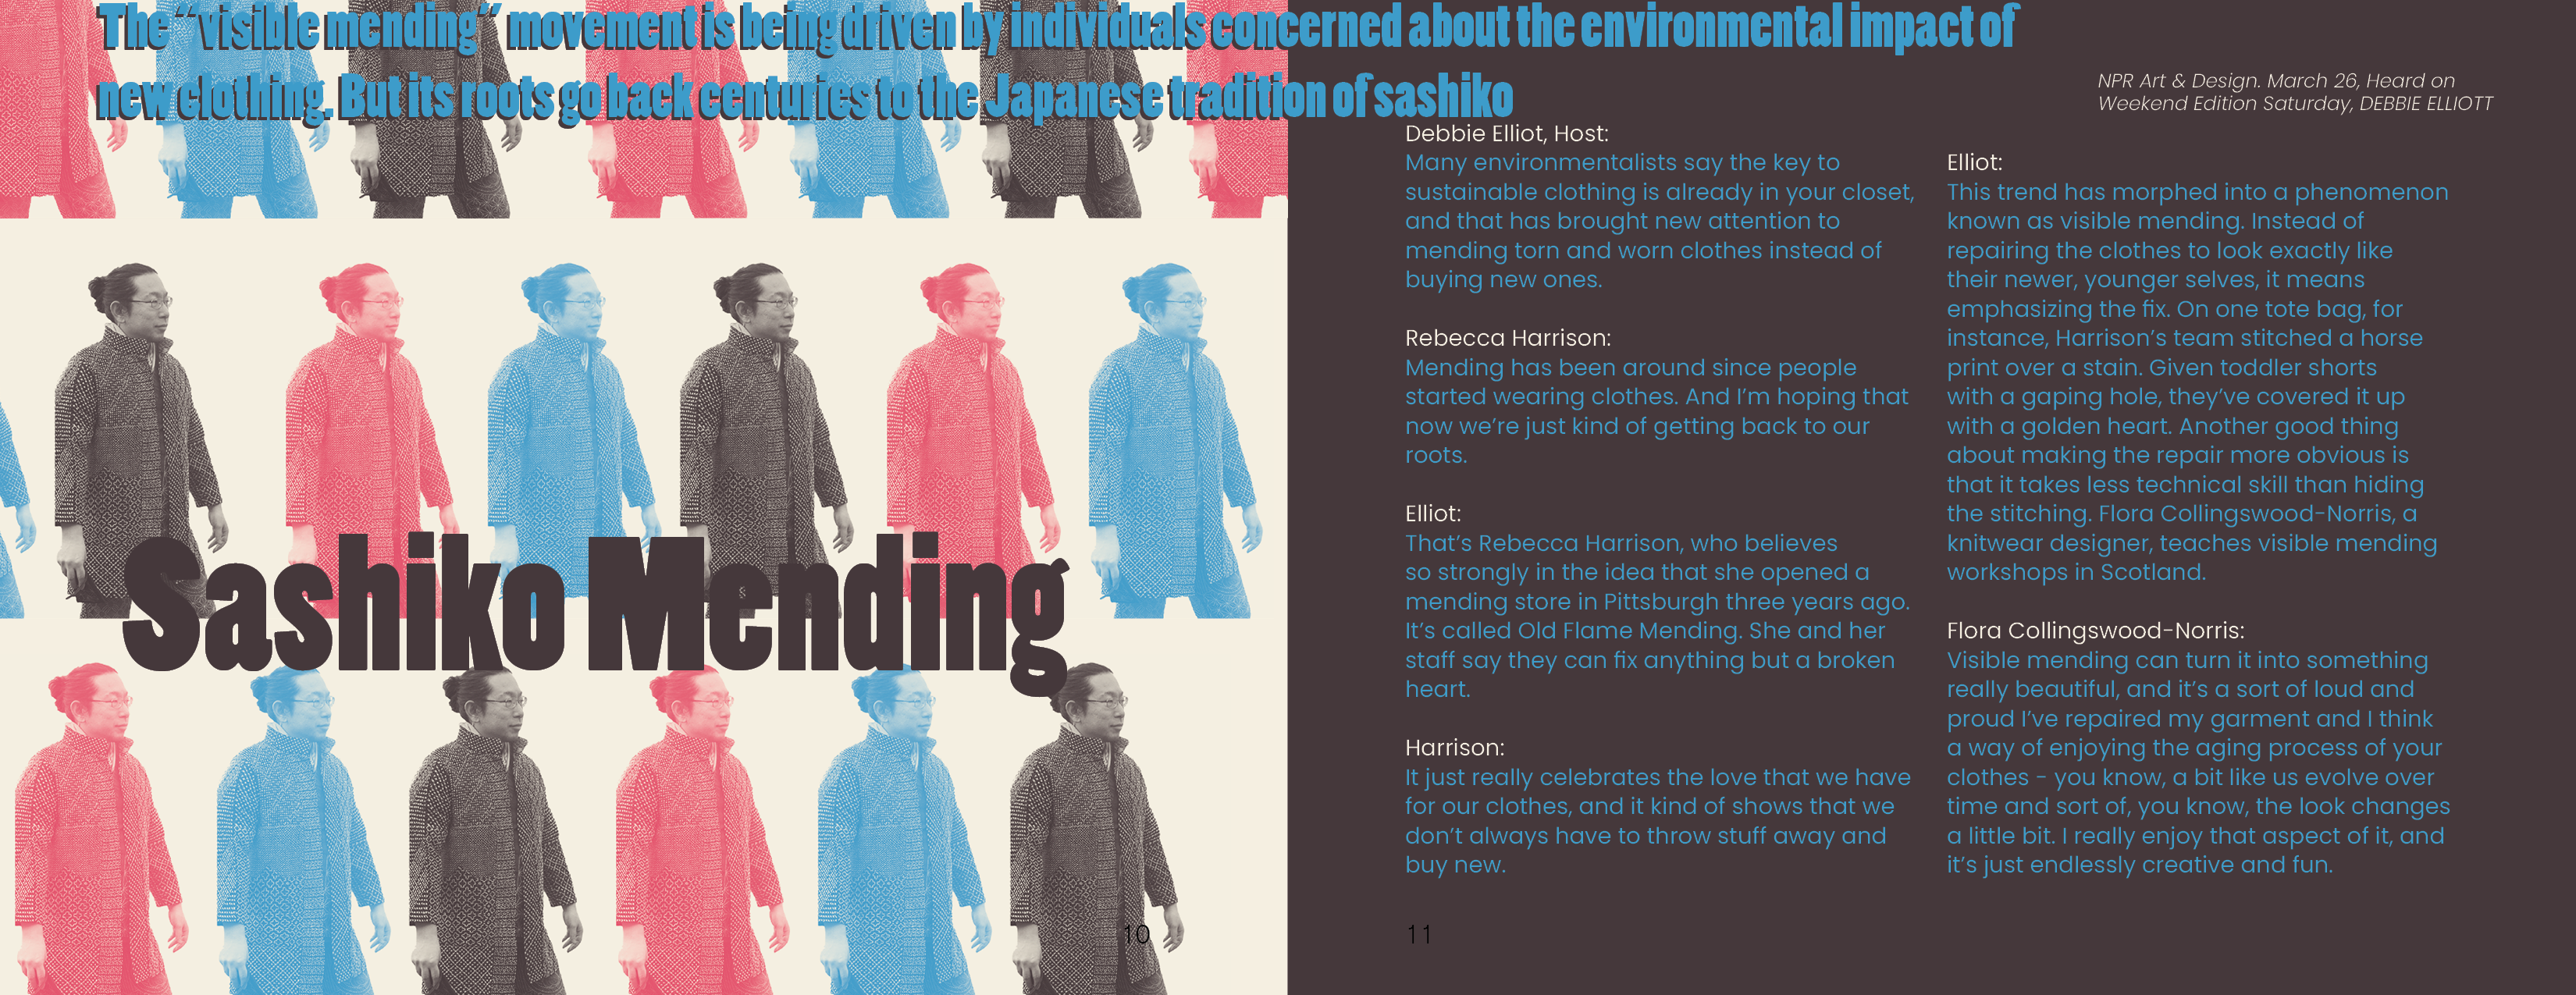 The “visible mending” movement is being driven by individuals concerned about the environmental impact of
new clothing. But its roots go back centuries to the Japanese tradition of sashiko
Sashiko Mending
10
NPR Art & Design. March 26, Heard on
Weekend Edition Saturday, DEBBIE ELLIOTT
Debbie Elliot, Host:
Many environmentalists say the key to
sustainable clothing is already in your closet,
and that has brought new attention to
mending torn and worn clothes instead of
buying new ones.
Rebecca Harrison:
Mending has been around since people
started wearing clothes. And I’m hoping that
now we’re just kind of getting back to our
roots.
Elliot:
That’s Rebecca Harrison, who believes
so strongly in the idea that she opened a
mending store in Pittsburgh three years ago.
It’s called Old Flame Mending. She and her
staff say they can fix anything but a broken
heart.
Harrison:
It just really celebrates the love that we have
for our clothes, and it kind of shows that we
don’t always have to throw stuff away and
buy new.
Elliot:
This trend has morphed into a phenomenon
known as visible mending. Instead of
repairing the clothes to look exactly like
their newer, younger selves, it means
emphasizing the fix. On one tote bag, for
instance, Harrison’s team stitched a horse
print over a stain. Given toddler shorts
with a gaping hole, they’ve covered it up
with a golden heart. Another good thing
about making the repair more obvious is
that it takes less technical skill than hiding
the stitching. Flora Collingswood-Norris, a
knitwear designer, teaches visible mending
workshops in Scotland.
Flora Collingswood-Norris:
Visible mending can turn it into something
really beautiful, and it’s a sort of loud and
proud I’ve repaired my garment and I think
a way of enjoying the aging process of your
clothes - you know, a bit like us evolve over
time and sort of, you know, the look changes
a little bit. I really enjoy that aspect of it, and
it’s just endlessly creative and fun.
11